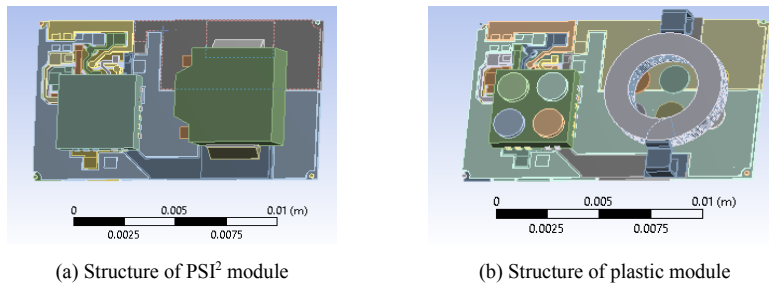 0 0.005 0.01 (m)
0.0025 0.0075
0 0.005 0.01 (m)
0.0025 0.0075
(a) Structure of PSI² module
(b) Structure of plastic module